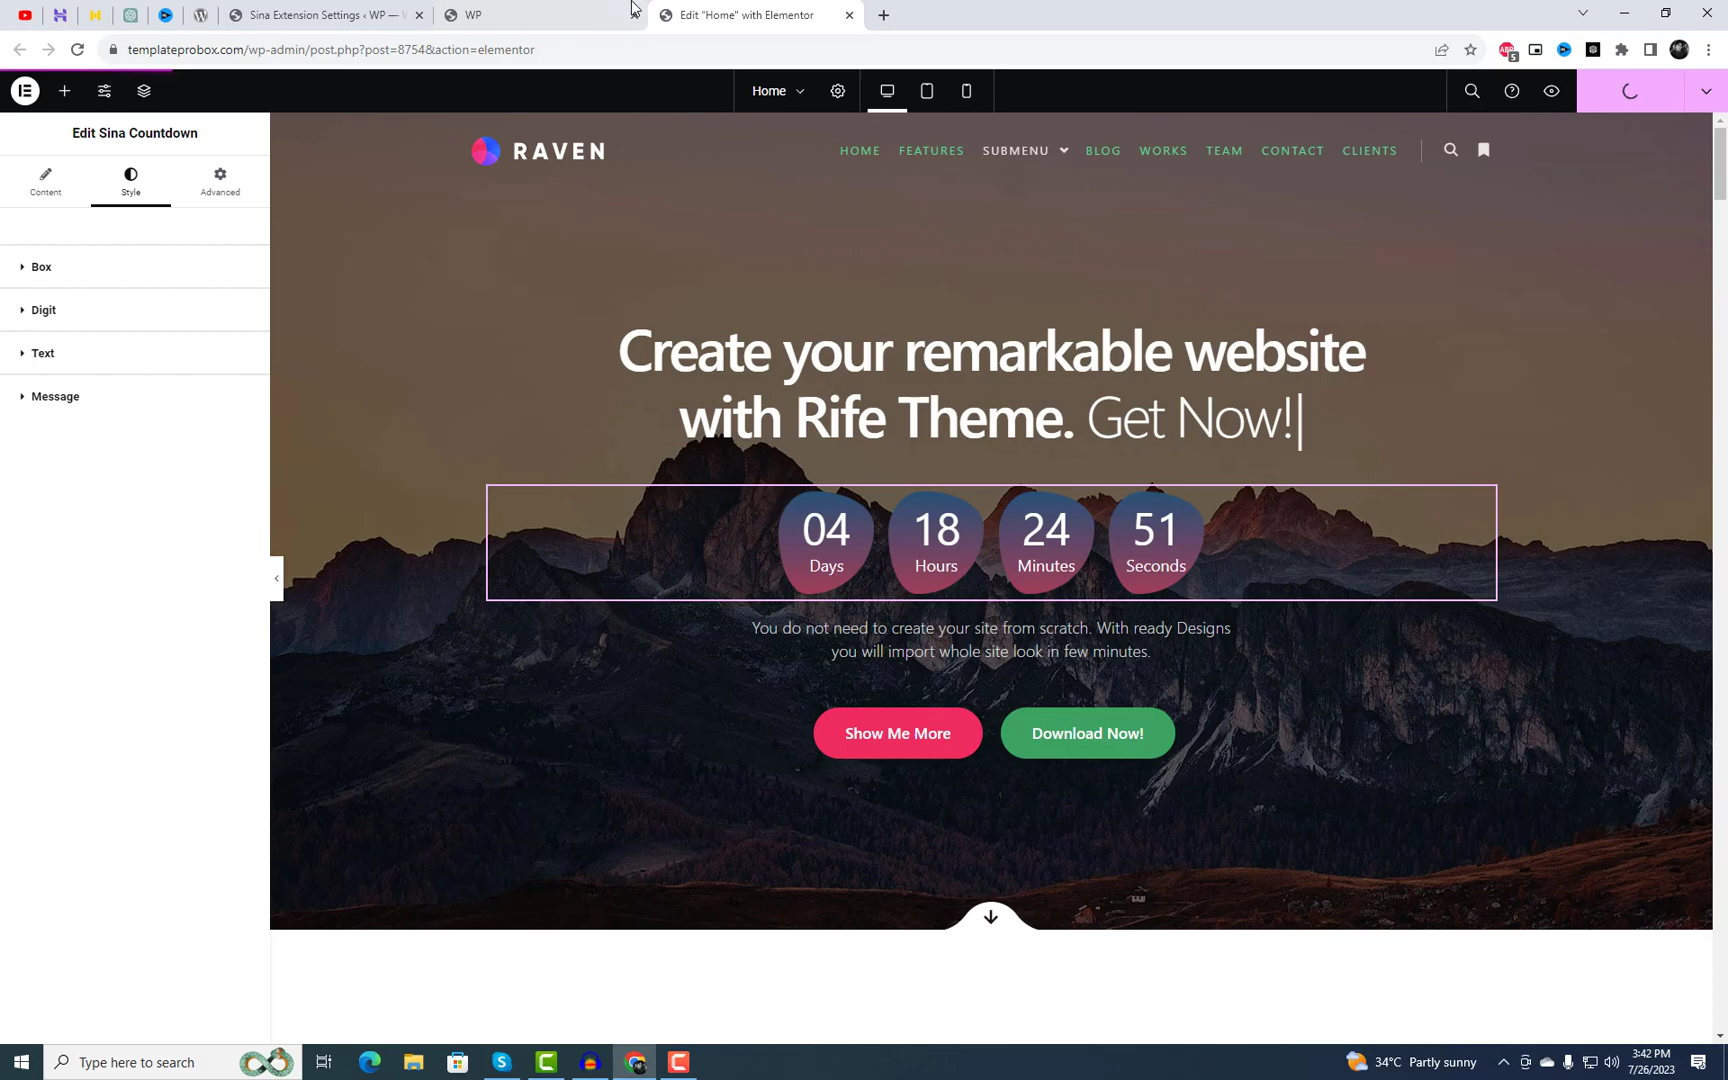 Sina Extension Settings ‹ WP —
WP
Edit "Home" with Elementor
templateprobox.com/wp-admin/post.php?post=8754&action=elementor
ABP
5
Home
Edit Sina Countdown
Content
Style
Advanced
Box
Digit
Text
Message
RAVEN
HOME FEATURES SUBMENU BLOG WORKS TEAM CONTACT CLIENTS
Create your remarkable website
with Rife Theme. Get Now!|
04 18 24 51
Days Hours Minutes Seconds
You do not need to create your site from scratch. With ready Designs
you will import whole site look in few minutes.
Show Me More
Download Now!
Type here to search
34°C Partly sunny
3:42 PM
7/26/2023